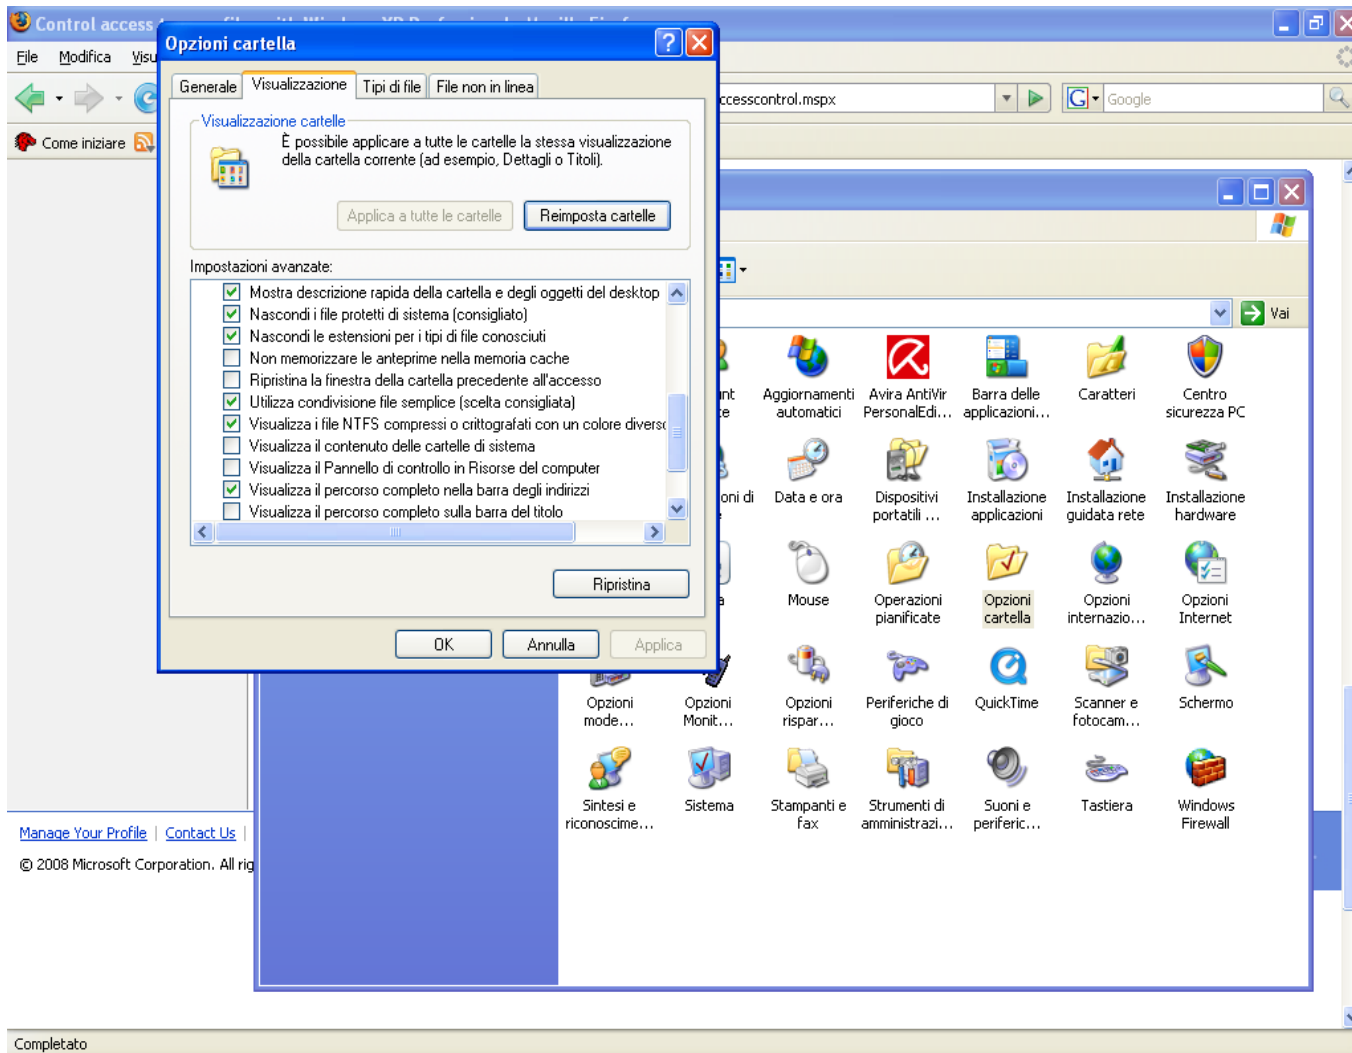 Control access
File Modifica Visu
ccesscontrol.mspx
Google
Come iniziare
Opzioni cartella
Generale Visualizzazione Tipi di file File non in linea
Visualizzazione cartelle
È possibile applicare a tutte le cartelle la stessa visualizzazione
della cartella corrente (ad esempio, Dettagli o Titoli).
Applica a tutte le cartelle Reimposta cartelle
Impostazioni avanzate:
Mostra descrizione rapida della cartella e degli oggetti del desktop
Nascondi i file protetti di sistema (consigliato)
Nascondi le estensioni per i tipi di file conosciuti
Non memorizzare le anteprime nella memoria cache
Ripristina la finestra della cartella precedente all'accesso
Utilizza condivisione file semplice (scelta consigliata)
Visualizza i file NTFS compressi o crittografati con un colore diverso
Visualizza il contenuto delle cartelle di sistema
Visualizza il Pannello di controllo in Risorse del computer
Visualizza il percorso completo nella barra degli indirizzi
Visualizza il percorso completo sulla barra del titolo
Ripristina
OK Annulla Applica
Vai
Aggiornamenti automatici
Avira AntiVir PersonalEdi...
Barra delle applicazioni...
Caratteri
Centro sicurezza PC
oni di
Data e ora
Dispositivi portatili ...
Installazione applicazioni
Installazione guidata rete
Installazione hardware
Mouse
Operazioni pianificate
Opzioni cartella
Opzioni internazio...
Opzioni Internet
Opzioni mode...
Opzioni Monit...
Opzioni rispar...
Periferiche di gioco
QuickTime
Scanner e fotocam...
Schermo
Sintesi e riconoscime...
Sistema
Stampanti e fax
Strumenti di amministrazi...
Suoni e periferic...
Tastiera
Windows Firewall
Manage Your Profile | Contact Us |
© 2008 Microsoft Corporation. All rig
Completato